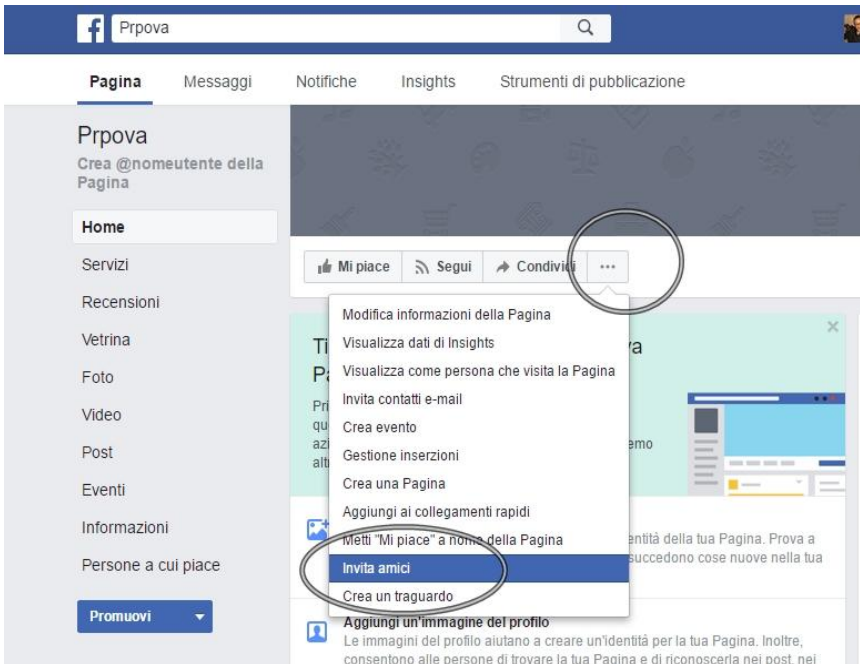 f Prpova
Pagina Messaggi Notifiche Insights Strumenti di pubblicazione
Prpova
Crea @nomeutente della
Pagina
Home
Servizi
Recensioni
Vetrina
Foto
Video
Post
Eventi
Informazioni
Persone a cui piace
Promuovi
Mi piace Segui Condividi ...
Modifica informazioni della Pagina
Visualizza dati di Insights
Visualizza come persona che visita la Pagina
Invita contatti e-mail
Crea evento
Gestione inserzioni
Crea una Pagina
Aggiungi ai collegamenti rapidi
Metti "Mi piace" a nome della Pagina
Invita amici
Crea un traguardo
entità della tua Pagina. Prova a
succedono cose nuove nella tua
Aggiungi un'immagine del profilo
Le immagini del profilo aiutano a creare un'identità per la tua Pagina. Inoltre,
consentono alle persone di trovare la tua Pagina e di riconoscerla nei post, nei